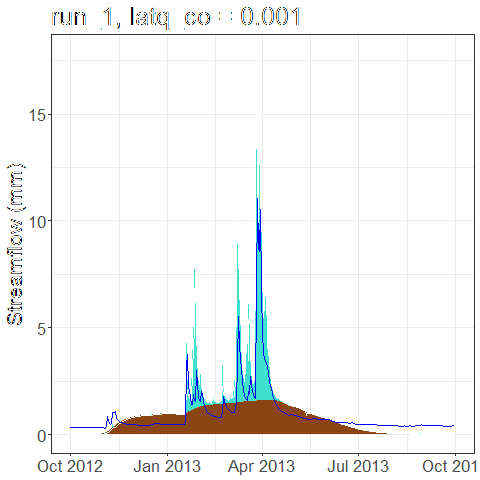 run_1, latq_co = 0.001
Streamflow (mm)
15
10
5
0
Oct 2012 Jan 2013 Apr 2013 Jul 2013 Oct 201